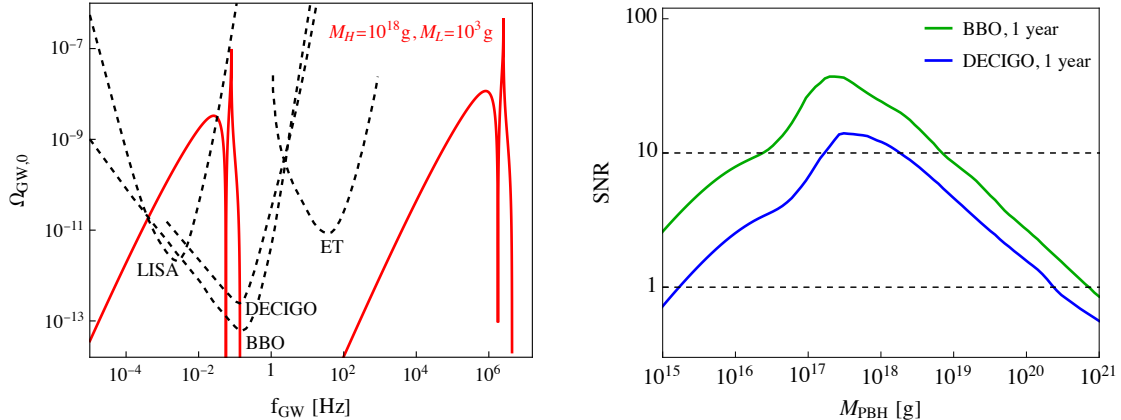 M_H=10^18 g, M_L=10^3 g
10^-7
10^-9
10^-11
10^-13
Ω_GW,0
LISA
DECIGO
BBO
ET
10^-4
10^-2
1
10^2
10^4
10^6
f_GW [Hz]
BBO, 1 year
DECIGO, 1 year
100
10
1
SNR
10^15
10^16
10^17
10^18
10^19
10^20
10^21
M_PBH [g]